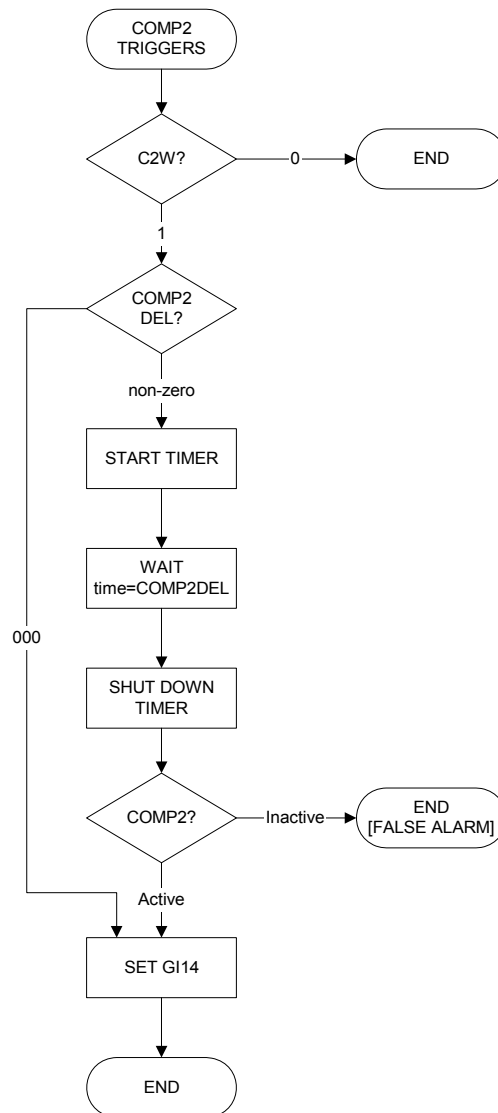 COMP2
TRIGGERS
C2W?
0
END
1
COMP2
DEL?
non-zero
START TIMER
WAIT
time=COMP2DEL
000
SHUT DOWN
TIMER
COMP2?
Inactive
END
[FALSE ALARM]
Active
SET GI14
END